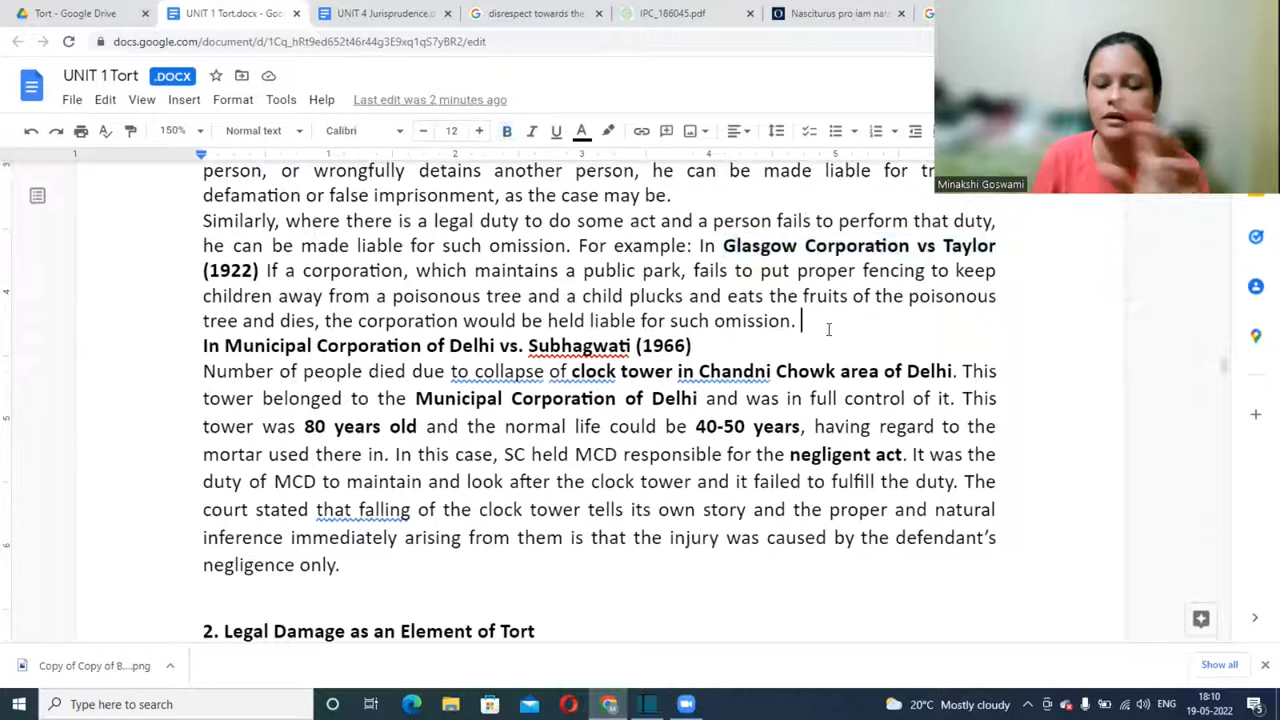 Tort - Google Drive
UNIT 1 Tort.docx - Goo
UNIT 4 Jurisprudence.d
disrespect towards the
IPC_186045.pdf
Nasciturus pro iam nat
docs.google.com/document/d/1Cq_hRt9ed652t46r44g3E9xq1qS7yBR2/edit
UNIT 1 Tort .DOCX
File Edit View Insert Format Tools Help Last edit was 2 minutes ago
150% Normal text Calibri 12 B I U A
1 1 2 3 4 5
Minakshi Goswami
person, or wrongfully detains another person, he can be made liable for
defamation or false imprisonment, as the case may be.
Similarly, where there is a legal duty to do some act and a person fails to perform that duty,
he can be made liable for such omission. For example: In Glasgow Corporation vs Taylor
(1922) If a corporation, which maintains a public park, fails to put proper fencing to keep
children away from a poisonous tree and a child plucks and eats the fruits of the poisonous
tree and dies, the corporation would be held liable for such omission.
In Municipal Corporation of Delhi vs. Subhagwati (1966)
Number of people died due to collapse of clock tower in Chandni Chowk area of Delhi. This
tower belonged to the Municipal Corporation of Delhi and was in full control of it. This
tower was 80 years old and the normal life could be 40-50 years, having regard to the
mortar used there in. In this case, SC held MCD responsible for the negligent act. It was the
duty of MCD to maintain and look after the clock tower and it failed to fulfill the duty. The
court stated that falling of the clock tower tells its own story and the proper and natural
inference immediately arising from them is that the injury was caused by the defendant's
negligence only.
2. Legal Damage as an Element of Tort
Copy of Copy of B....png
Show all
Type here to search
20°C Mostly cloudy
ENG
18:10
19-05-2022
5